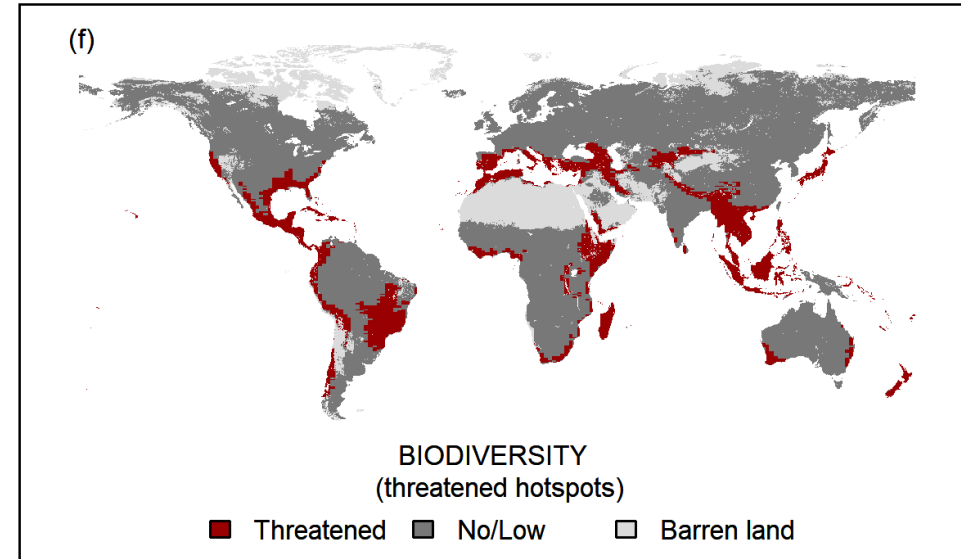 (f)
BIODIVERSITY
(threatened hotspots)
Threatened No/Low Barren land